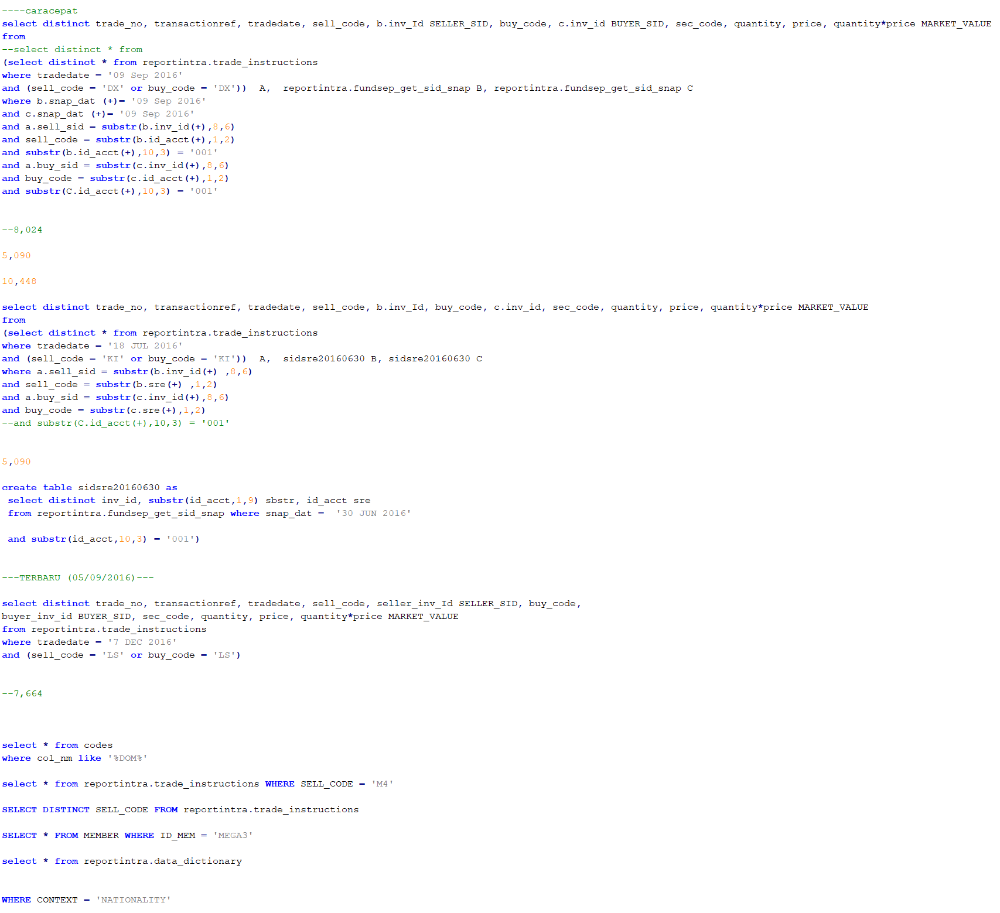 ----caracepat
select distinct trade_no, transactionref, tradedate, sell_code, b.inv_Id SELLER_SID, buy_code, c.inv_id BUYER_SID, sec_code, quantity, price, quantity*price MARKET_VALUE
from
--select distinct * from
(select distinct * from reportintra.trade_instructions
where tradedate = '09 Sep 2016'
and (sell_code = 'DX' or buy_code = 'DX'))  A,  reportintra.fundsep_get_sid_snap B, reportintra.fundsep_get_sid_snap C
where b.snap_dat (+)= '09 Sep 2016'
and c.snap_dat (+)= '09 Sep 2016'
and a.sell_sid = substr(b.inv_id(+),8,6)
and sell_code = substr(b.id_acct(+),1,2)
and substr(b.id_acct(+),10,3) = '001'
and a.buy_sid = substr(c.inv_id(+),8,6)
and buy_code = substr(c.id_acct(+),1,2)
and substr(C.id_acct(+),10,3) = '001'
--8,024
5,090
10,448
select distinct trade_no, transactionref, tradedate, sell_code, b.inv_Id, buy_code, c.inv_id, sec_code, quantity, price, quantity*price MARKET_VALUE
from
(select distinct * from reportintra.trade_instructions
where tradedate = '18 JUL 2016'
and (sell_code = 'KI' or buy_code = 'KI'))  A,  sidsre20160630 B, sidsre20160630 C
where a.sell_sid = substr(b.inv_id(+) ,8,6)
and sell_code = substr(b.sre(+) ,1,2)
and a.buy_sid = substr(c.inv_id(+),8,6)
and buy_code = substr(c.sre(+),1,2)
--and substr(C.id_acct(+),10,3) = '001'
5,090
create table sidsre20160630 as
select distinct inv_id, substr(id_acct,1,9) sbstr, id_acct sre
from reportintra.fundsep_get_sid_snap where snap_dat =  '30 JUN 2016'
and substr(id_acct,10,3) = '001')
---TERBARU (05/09/2016)---
select distinct trade_no, transactionref, tradedate, sell_code, seller_inv_Id SELLER_SID, buy_code,
buyer_inv_id BUYER_SID, sec_code, quantity, price, quantity*price MARKET_VALUE
from reportintra.trade_instructions
where tradedate = '7 DEC 2016'
and (sell_code = 'LS' or buy_code = 'LS')
--7,664
select * from codes
where col_nm like '%DOM%'
select * from reportintra.trade_instructions WHERE SELL_CODE = 'M4'
SELECT DISTINCT SELL_CODE FROM reportintra.trade_instructions
SELECT * FROM MEMBER WHERE ID_MEM = 'MEGA3'
select * from reportintra.data_dictionary
WHERE CONTEXT = 'NATIONALITY'